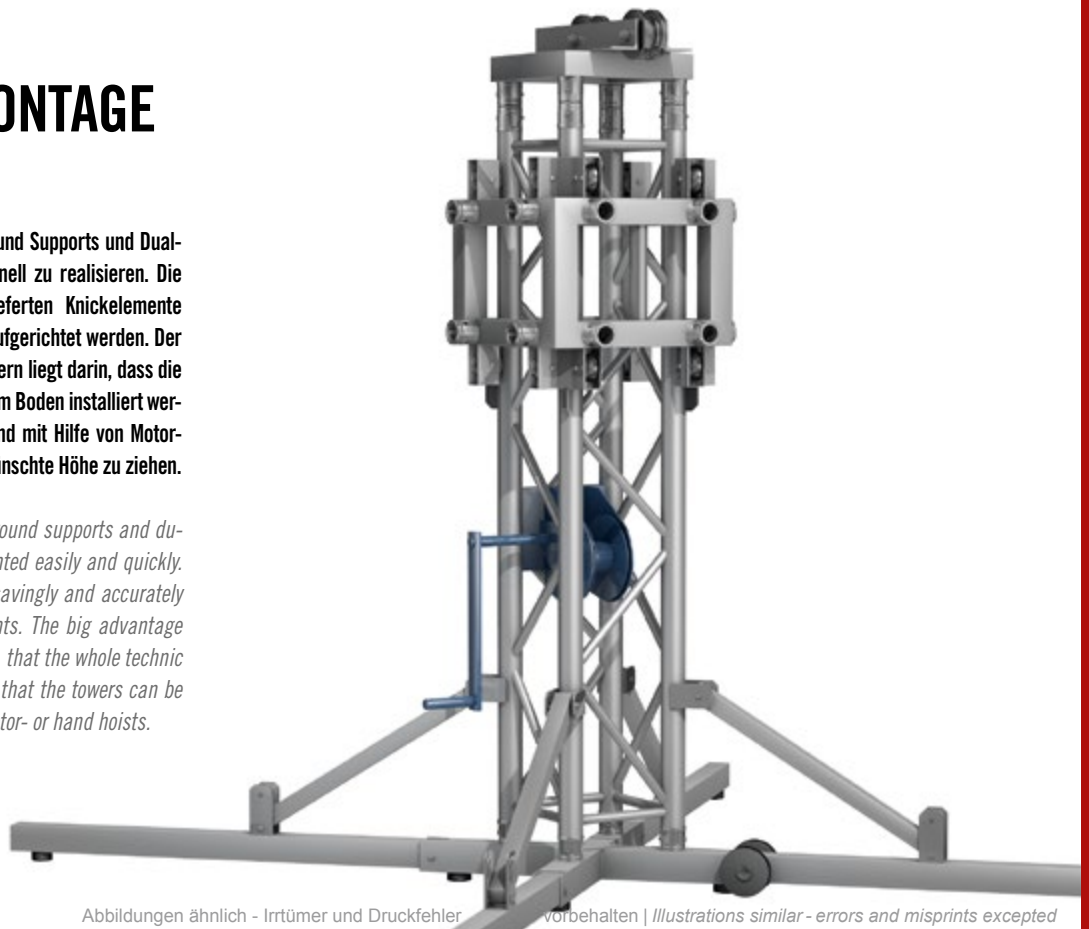 ONTAGE
und Supports und Dual-
nell zu realisieren. Die
eferten Knickelemente
ufgerichtet werden. Der
ern liegt darin, dass die
m Boden installiert wer-
nd mit Hilfe von Motor-
ünschte Höhe zu ziehen.
ound supports and du-
nted easily and quickly.
avingly and accurately
nts. The big advantage
that the whole technic
that the towers can be
tor- or hand hoists.
Abbildungen ähnlich - Irrtümer und Druckfehler vorbehalten | Illustrations similar - errors and misprints excepted